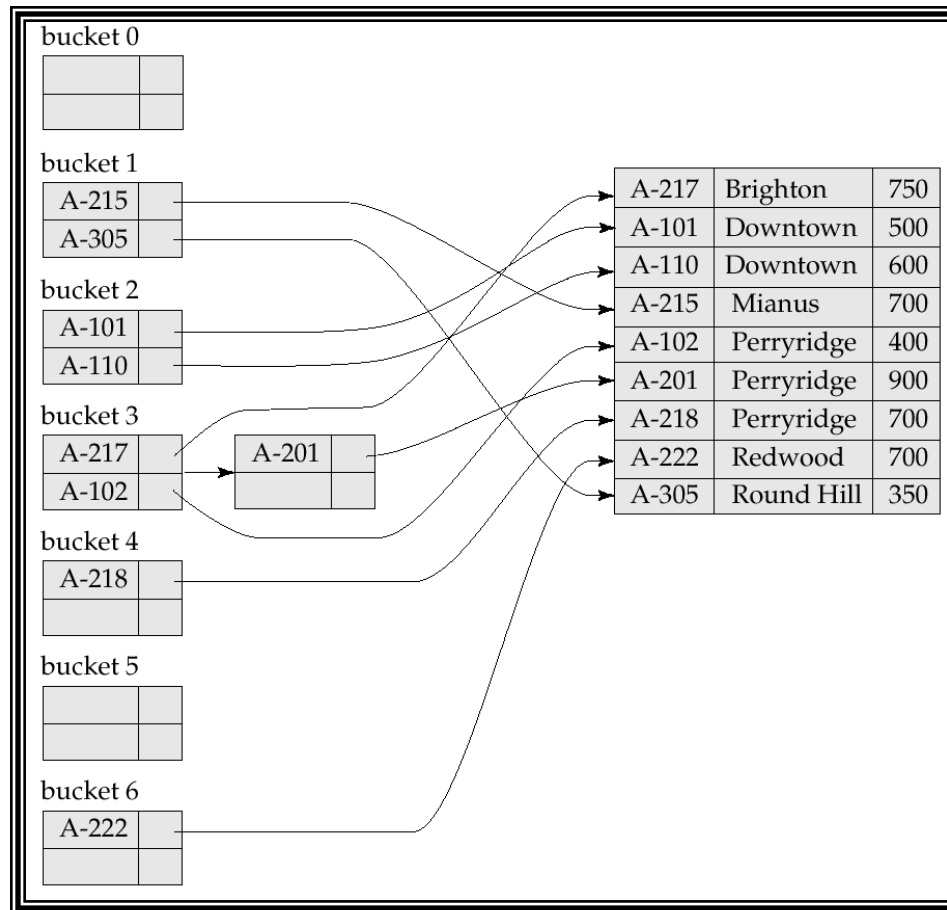 bucket 0
bucket 1
A-215
A-305
bucket 2
A-101
A-110
bucket 3
A-217
A-102
A-201
bucket 4
A-218
bucket 5
bucket 6
A-222
A-217 Brighton 750
A-101 Downtown 500
A-110 Downtown 600
A-215 Mianus 700
A-102 Perryridge 400
A-201 Perryridge 900
A-218 Perryridge 700
A-222 Redwood 700
A-305 Round Hill 350